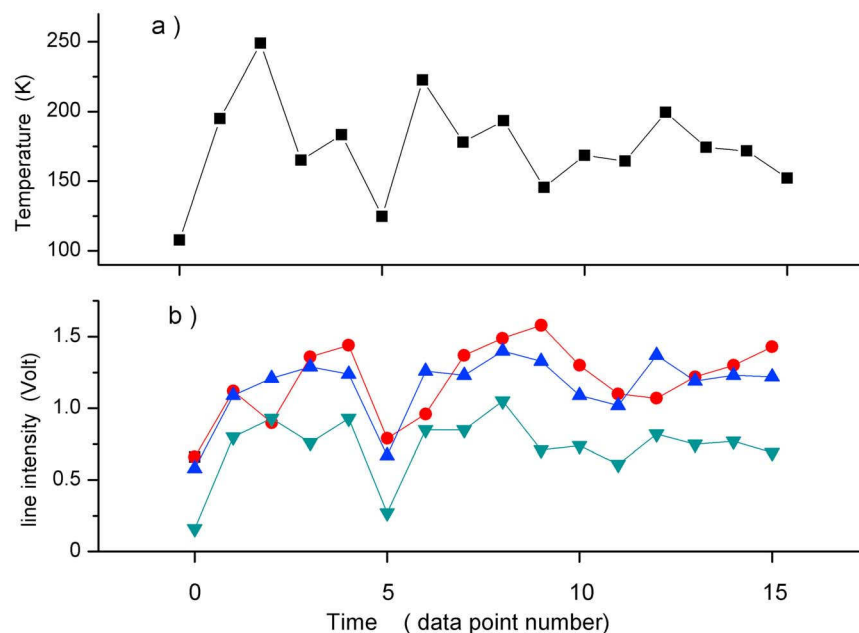 a )
250
200
150
100
Temperature (K)
b )
1.5
1.0
0.5
0
line intensity (Volt)
0 5 10 15
Time ( data point number)